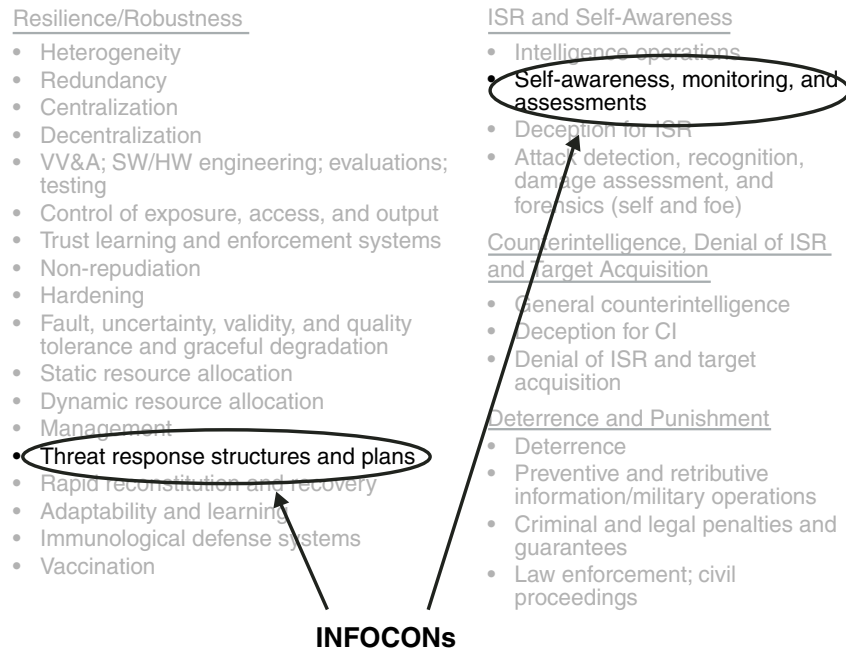 Resilience/Robustness
• Heterogeneity
• Redundancy
• Centralization
• Decentralization
• VV&A; SW/HW engineering; evaluations;
testing
• Control of exposure, access, and output
• Trust learning and enforcement systems
• Non-repudiation
• Hardening
• Fault, uncertainty, validity, and quality
tolerance and graceful degradation
• Static resource allocation
• Dynamic resource allocation
• Management
• Threat response structures and plans
• Rapid reconstitution and recovery
• Adaptability and learning
• Immunological defense systems
• Vaccination
ISR and Self-Awareness
• Intelligence operations
• Self-awareness, monitoring, and
assessments
• Deception for ISR
• Attack detection, recognition,
damage assessment, and
forensics (self and foe)
Counterintelligence, Denial of ISR
and Target Acquisition
• General counterintelligence
• Deception for CI
• Denial of ISR and target
acquisition
Deterrence and Punishment
• Deterrence
• Preventive and retributive
information/military operations
• Criminal and legal penalties and
guarantees
• Law enforcement; civil
proceedings
INFOCONs